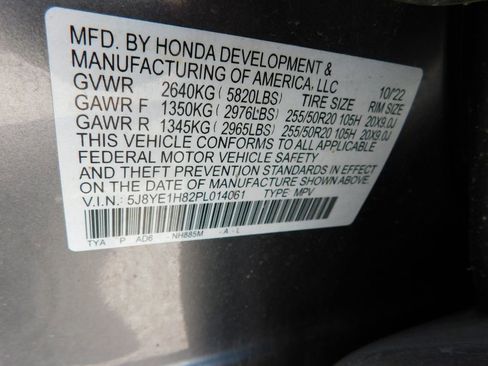 MFD. BY HONDA DEVELOPMENT &
MANUFACTURING OF AMERICA, LLC
10/22
GVWR 2640KG (5820LBS) TIRE SIZE RIM SIZE
GAWR F 1350KG (2976LBS) 255/50R20 105H 20X9.0J
GAWR R 1345KG (2965LBS) 255/50R20 105H 20X9.0J
THIS VEHICLE CONFORMS TO ALL APPLICABLE
FEDERAL MOTOR VEHICLE SAFETY
AND THEFT PREVENTION STANDARDS IN EFFECT
ON THE DATE OF MANUFACTURE SHOWN ABOVE.
V.I.N.: 5J8YE1H82PL014061 TYPE MPV
TYA P AD6 - NH885M - A - L